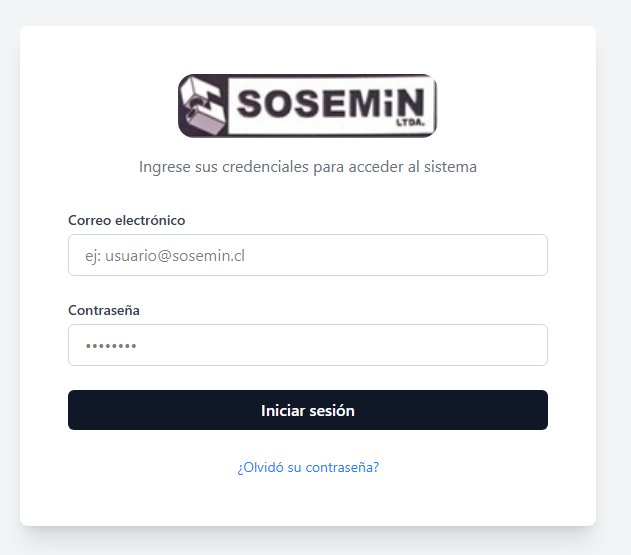 SOSEMiN
LTDA.
Ingrese sus credenciales para acceder al sistema
Correo electrónico
ej: usuario@sosemin.cl
Contraseña
••••••••
Iniciar sesión
¿Olvidó su contraseña?